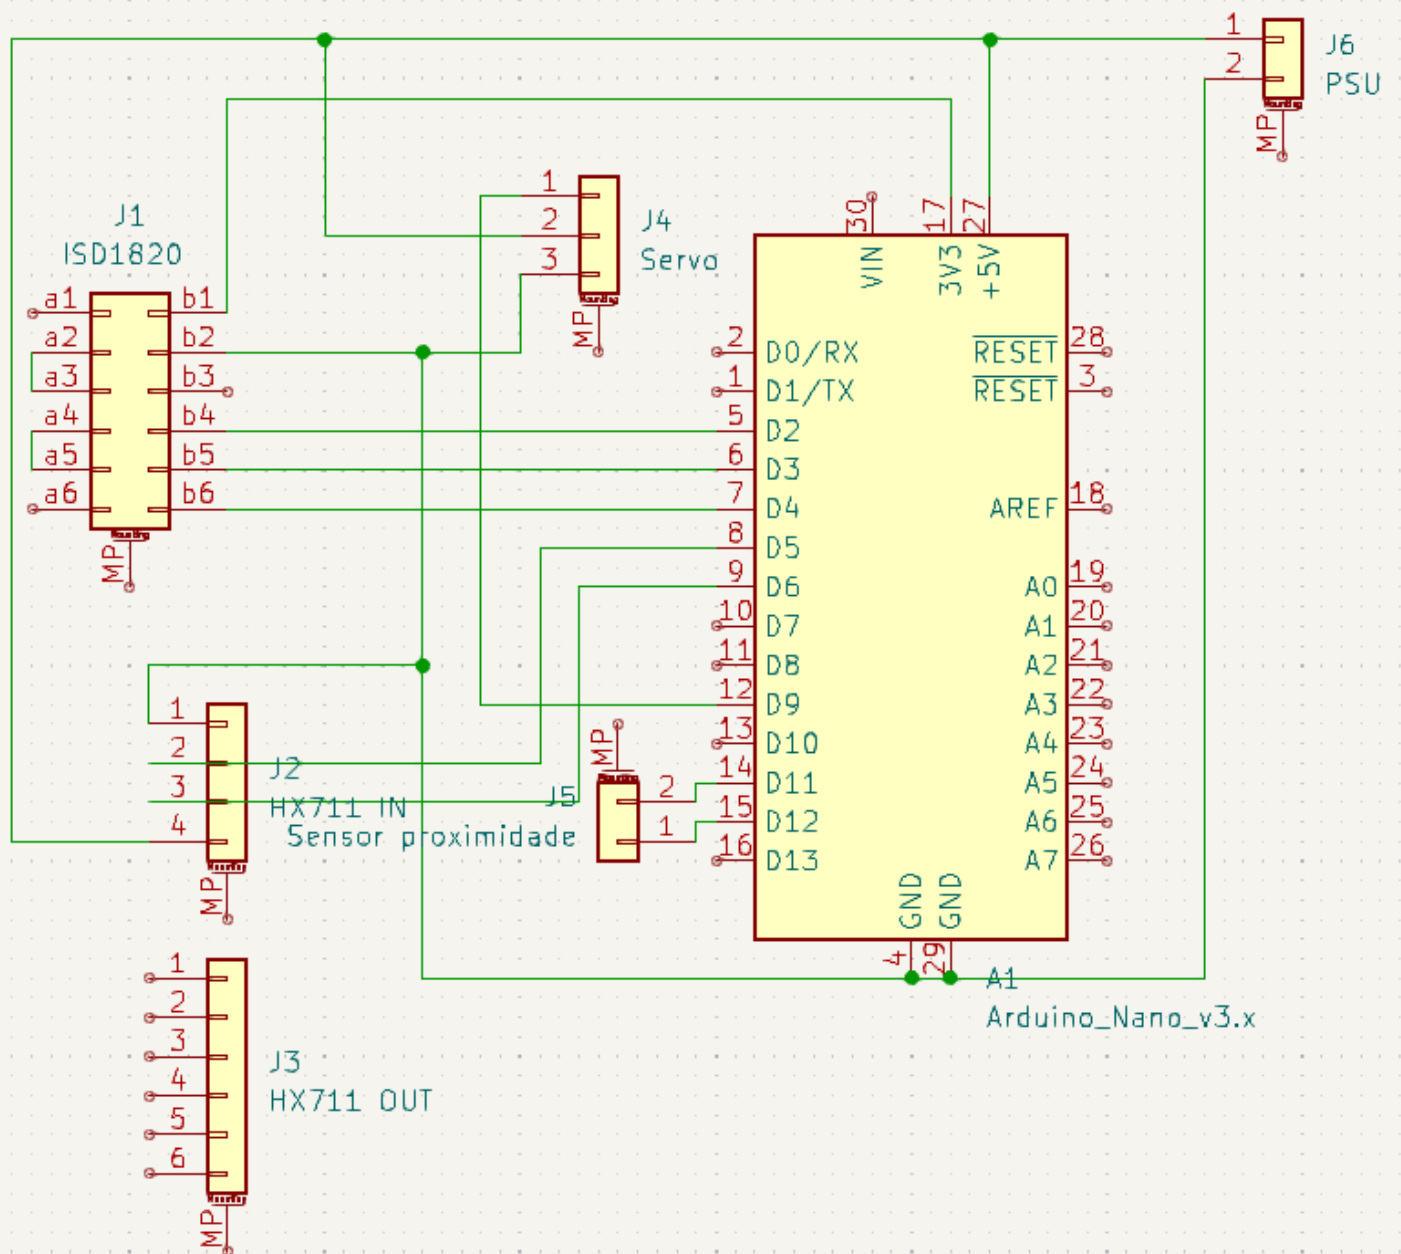 1
2
J6
PSU
MP
J1
ISD1820
a1
a2
a3
a4
a5
a6
b1
b2
b3
b4
b5
b6
MP
1
2
3
J4
Servo
MP
30
17
27
VIN
3V3
+5V
2 D0/RX
1 D1/TX
5 D2
6 D3
7 D4
8 D5
9 D6
10 D7
11 D8
12 D9
13 D10
14 D11
15 D12
16 D13
RESET 28
RESET 3
AREF 18
A0 19
A1 20
A2 21
A3 22
A4 23
A5 24
A6 25
A7 26
GND
GND
4
29
A1
Arduino_Nano_v3.x
1
2
3
4
J2
HX711 IN
MP
J5
Sensor proximidade
MP
2
1
1
2
3
4
5
6
J3
HX711 OUT
MP